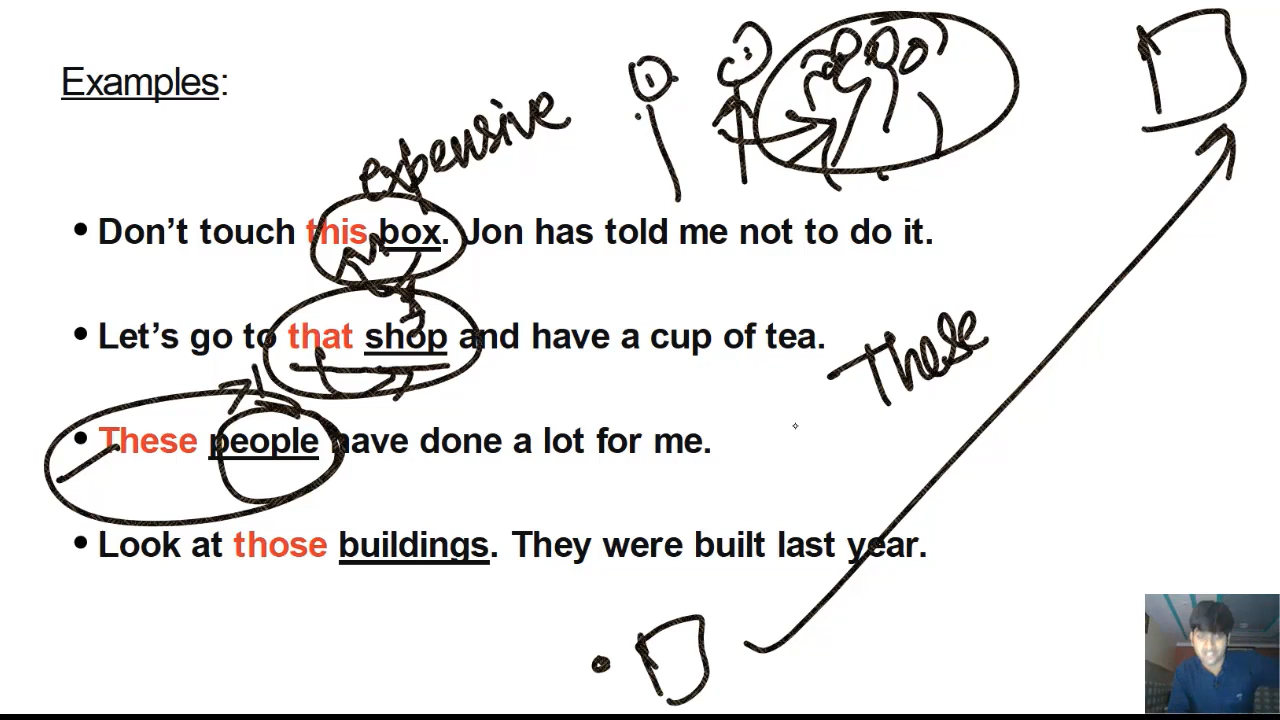 Examples:
expensive
• Don't touch this box. Jon has told me not to do it.
• Let's go to that shop and have a cup of tea.
These
• These people have done a lot for me.
• Look at those buildings. They were built last year.